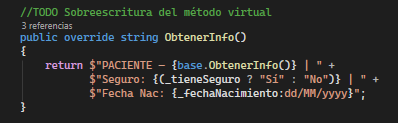 //TODO Sobreescritura del método virtual
3 referencias
public override string ObtenerInfo()
{
return $"PACIENTE – {base.ObtenerInfo()} | " +
$"Seguro: {(_tieneSeguro ? "Sí" : "No")} | " +
$"Fecha Nac: {_fechaNacimiento:dd/MM/yyyy}";
}